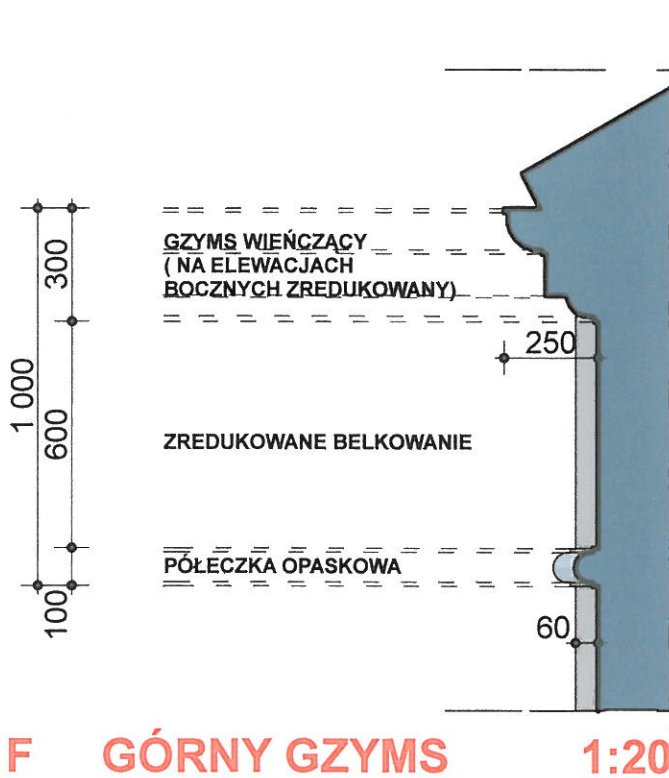 300
GZYMS WIEŃCZĄCY
( NA ELEWACJACH
BOCZNYCH ZREDUKOWANY)
250
1 000
600
ZREDUKOWANE BELKOWANIE
PÓŁECZKA OPASKOWA
100
60
F GÓRNY GZYMS 1:20